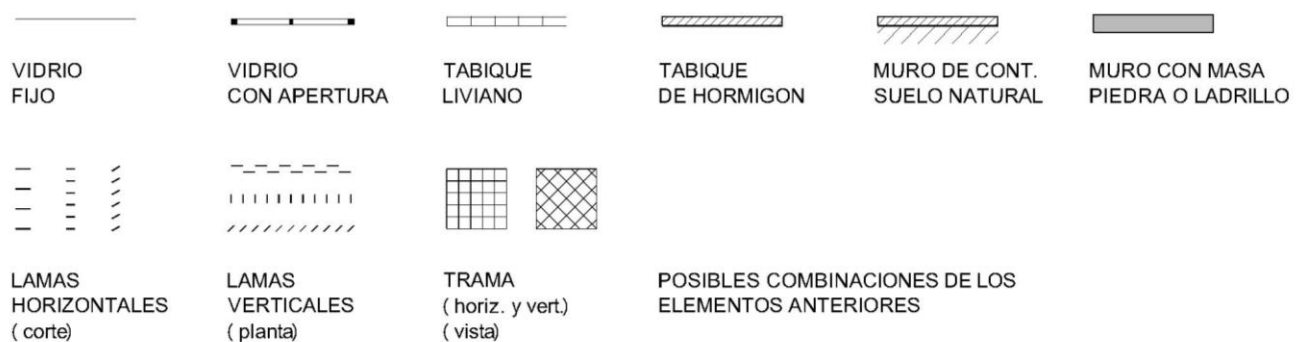 VIDRIO
FIJO
VIDRIO
CON APERTURA
TABIQUE
LIVIANO
TABIQUE
DE HORMIGON
MURO DE CONT.
SUELO NATURAL
MURO CON MASA
PIEDRA O LADRILLO
LAMAS
HORIZONTALES
( corte)
LAMAS
VERTICALES
( planta)
TRAMA
( horiz. y vert.)
( vista)
POSIBLES COMBINACIONES DE LOS
ELEMENTOS ANTERIORES